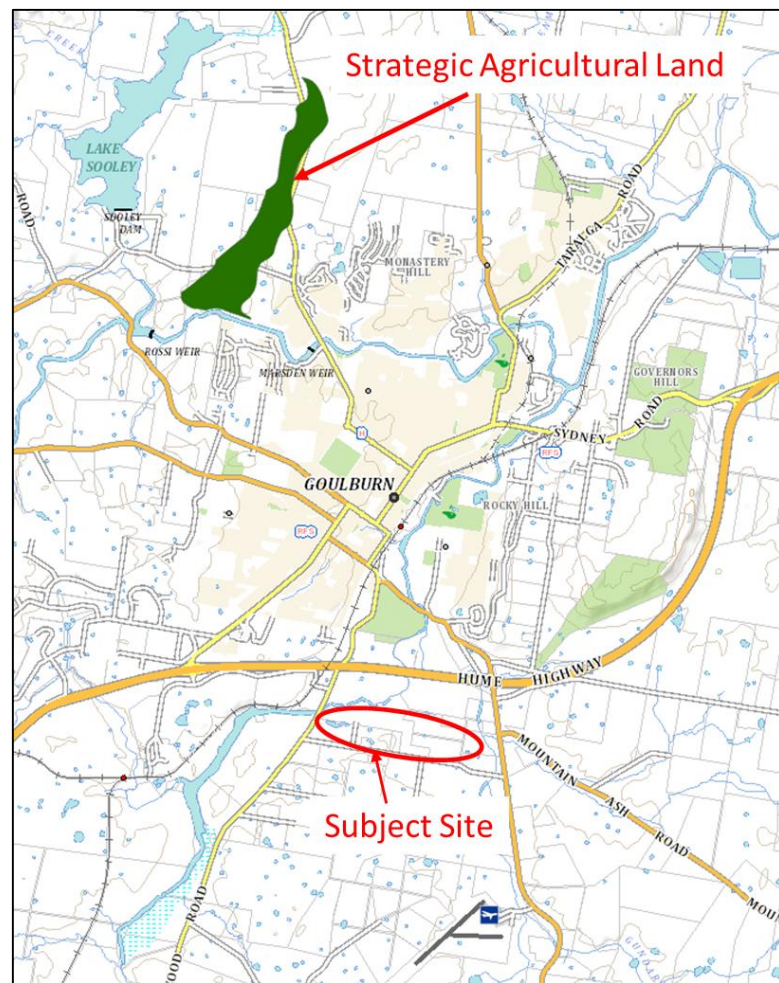 Strategic Agricultural Land
CREEK
LAKE
SOOLEY
ROAD
SOOLEY
DAM
ROAD
TARALGA
MONASTERY
HILL
ROSSI WEIR
MARSDEN WEIR
GOVERNORS
HILL
ROAD
SYDNEY
H
RFS
GOULBURN
ROCKY HILL
RFS
HUME HIGHWAY
MOUNTAIN
ASH
ROAD
Subject Site
ROAD